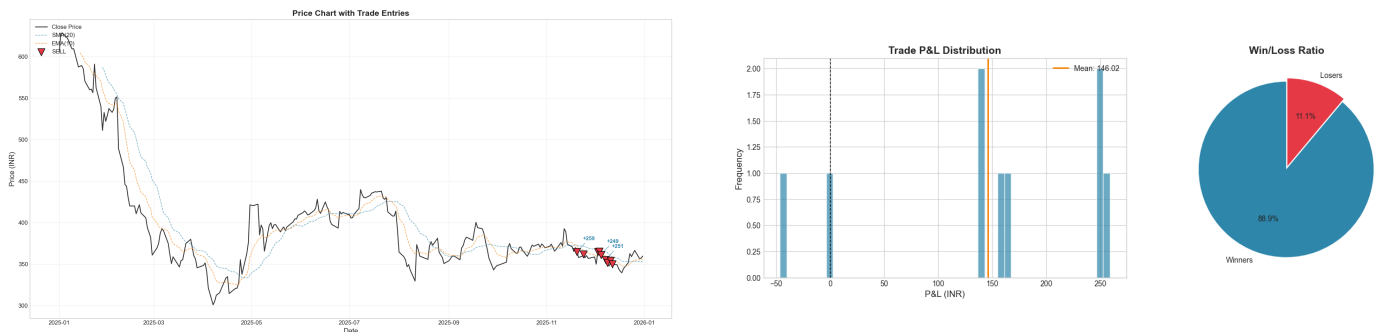 Price Chart with Trade Entries
Close Price
SMA(20)
EMA(10)
SELL
600
550
500
450
400
350
300
Price (INR)
+258
+249
+251
2025-01
2025-03
2025-05
2025-07
2025-09
2025-11
2026-01
Date
Trade P&L Distribution
Mean: 146.02
2.00
1.75
1.50
1.25
1.00
0.75
0.50
0.25
0.00
Frequency
−50
0
50
100
150
200
250
P&L (INR)
Win/Loss Ratio
Losers
11.1%
88.9%
Winners